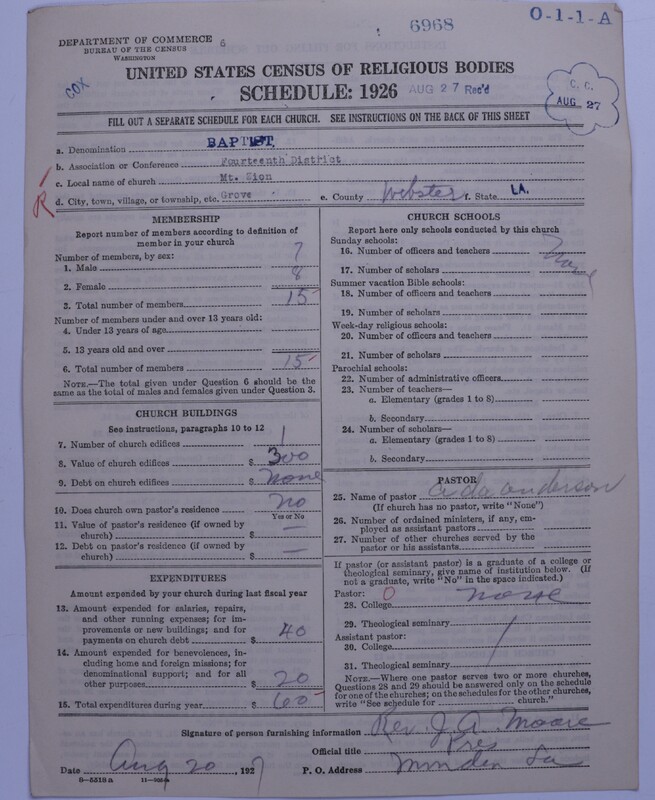 6968
O-1-1-A
DEPARTMENT OF COMMERCE
BUREAU OF THE CENSUS
WASHINGTON
COX
UNITED STATES CENSUS OF RELIGIOUS BODIES
SCHEDULE: 1926 AUG 27 Rec'd
C. C.
AUG 27
FILL OUT A SEPARATE SCHEDULE FOR EACH CHURCH. SEE INSTRUCTIONS ON THE BACK OF THIS SHEET
a. Denomination BAPTIST.
b. Association or Conference Fourteenth District
c. Local name of church Mt. Zion
R
d. City, town, village, or township, etc. Grove e. County Webster f. State LA.
MEMBERSHIP
Report number of members according to definition of
member in your church
Number of members, by sex:
1. Male 7
2. Female 8
3. Total number of members 15
Number of members under and over 13 years old:
4. Under 13 years of age
5. 13 years old and over
6. Total number of members 15
NOTE.—The total given under Question 6 should be
same as the total of males and females given under Question 3.
CHURCH BUILDINGS
See instructions, paragraphs 10 to 12
7. Number of church edifices 1
8. Value of church edifices $ 300
9. Debt on church edifices $ none
10. Does church own pastor's residence no
Yes or No
11. Value of pastor's residence (if owned by
church) $ —
12. Debt on pastor's residence (if owned by
church) $ —
EXPENDITURES
Amount expended by your church during last fiscal year
13. Amount expended for salaries, repairs,
and other running expenses; for im-
provements or new buildings; and for
payments on church debt $ 40
14. Amount expended for benevolences, in-
cluding home and foreign missions; for
denominational support; and for all
other purposes $ 20
15. Total expenditures during year $ 60
CHURCH SCHOOLS
Report here only schools conducted by this church
Sunday schools:
16. Number of officers and teachers
17. Number of scholars
Summer vacation Bible schools:
18. Number of officers and teachers
19. Number of scholars
Week-day religious schools:
20. Number of officers and teachers
21. Number of scholars
Parochial schools:
22. Number of administrative officers
23. Number of teachers—
a. Elementary (grades 1 to 8)
b. Secondary
24. Number of scholars—
a. Elementary (grades 1 to 8)
b. Secondary
PASTOR
25. Name of pastor anderson
(If church has no pastor, write "None")
26. Number of ordained ministers, if any, em-
ployed as assistant pastors
27. Number of other churches served by the
pastor or his assistants
If pastor (or assistant, pastor) is a graduate of a college or
theological seminary, give name of institution below. (If
not a graduate, write "No" in the space indicated.)
Pastor: 0
28. College none
29. Theological seminary
Assistant pastor:
30. College
31. Theological seminary
NOTE.—Where one pastor serves two or more churches,
Questions 28 and 29 should be answered only on the schedule
for one of the churches; on the schedules for the other churches,
write "See schedule for church."
Signature of person furnishing information Rev. J. A. Moore
Official title Pres
Date Aug 20, 1927 P. O. Address Minden La
8-5318a